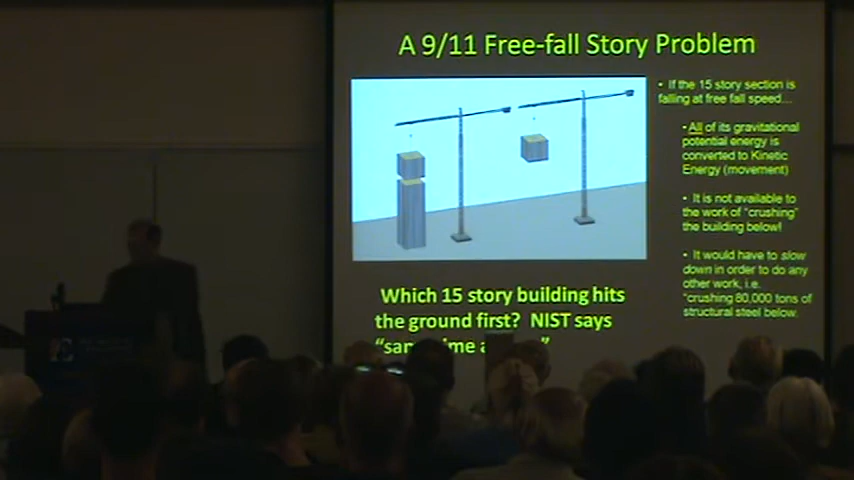 A 9/11 Free-fall Story Problem
• If the 15 story section is
falling at free fall speed...
• All of its gravitational
potential energy is
converted to Kinetic
Energy (movement)
• It is not available to
the work of "crushing"
the building below!
• It would have to slow
down in order to do any
other work, i.e.
"crushing 80,000 tons of
structural steel below.
Which 15 story building hits
the ground first? NIST says